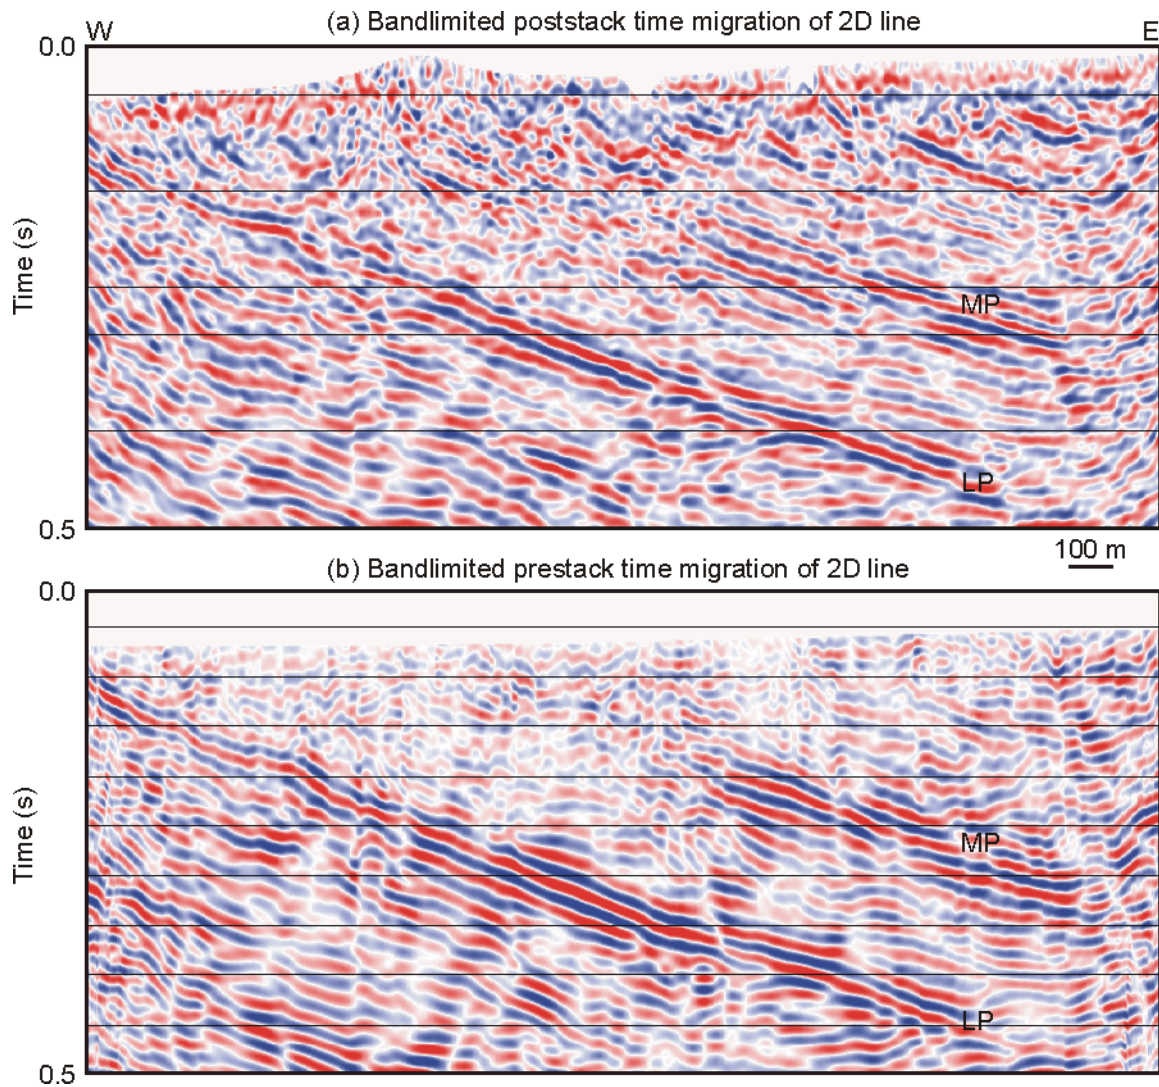 (a) Bandlimited poststack time migration of 2D line
W
E
0.0
Time (s)
MP
LP
0.5
100 m
(b) Bandlimited prestack time migration of 2D line
0.0
Time (s)
MP
LP
0.5